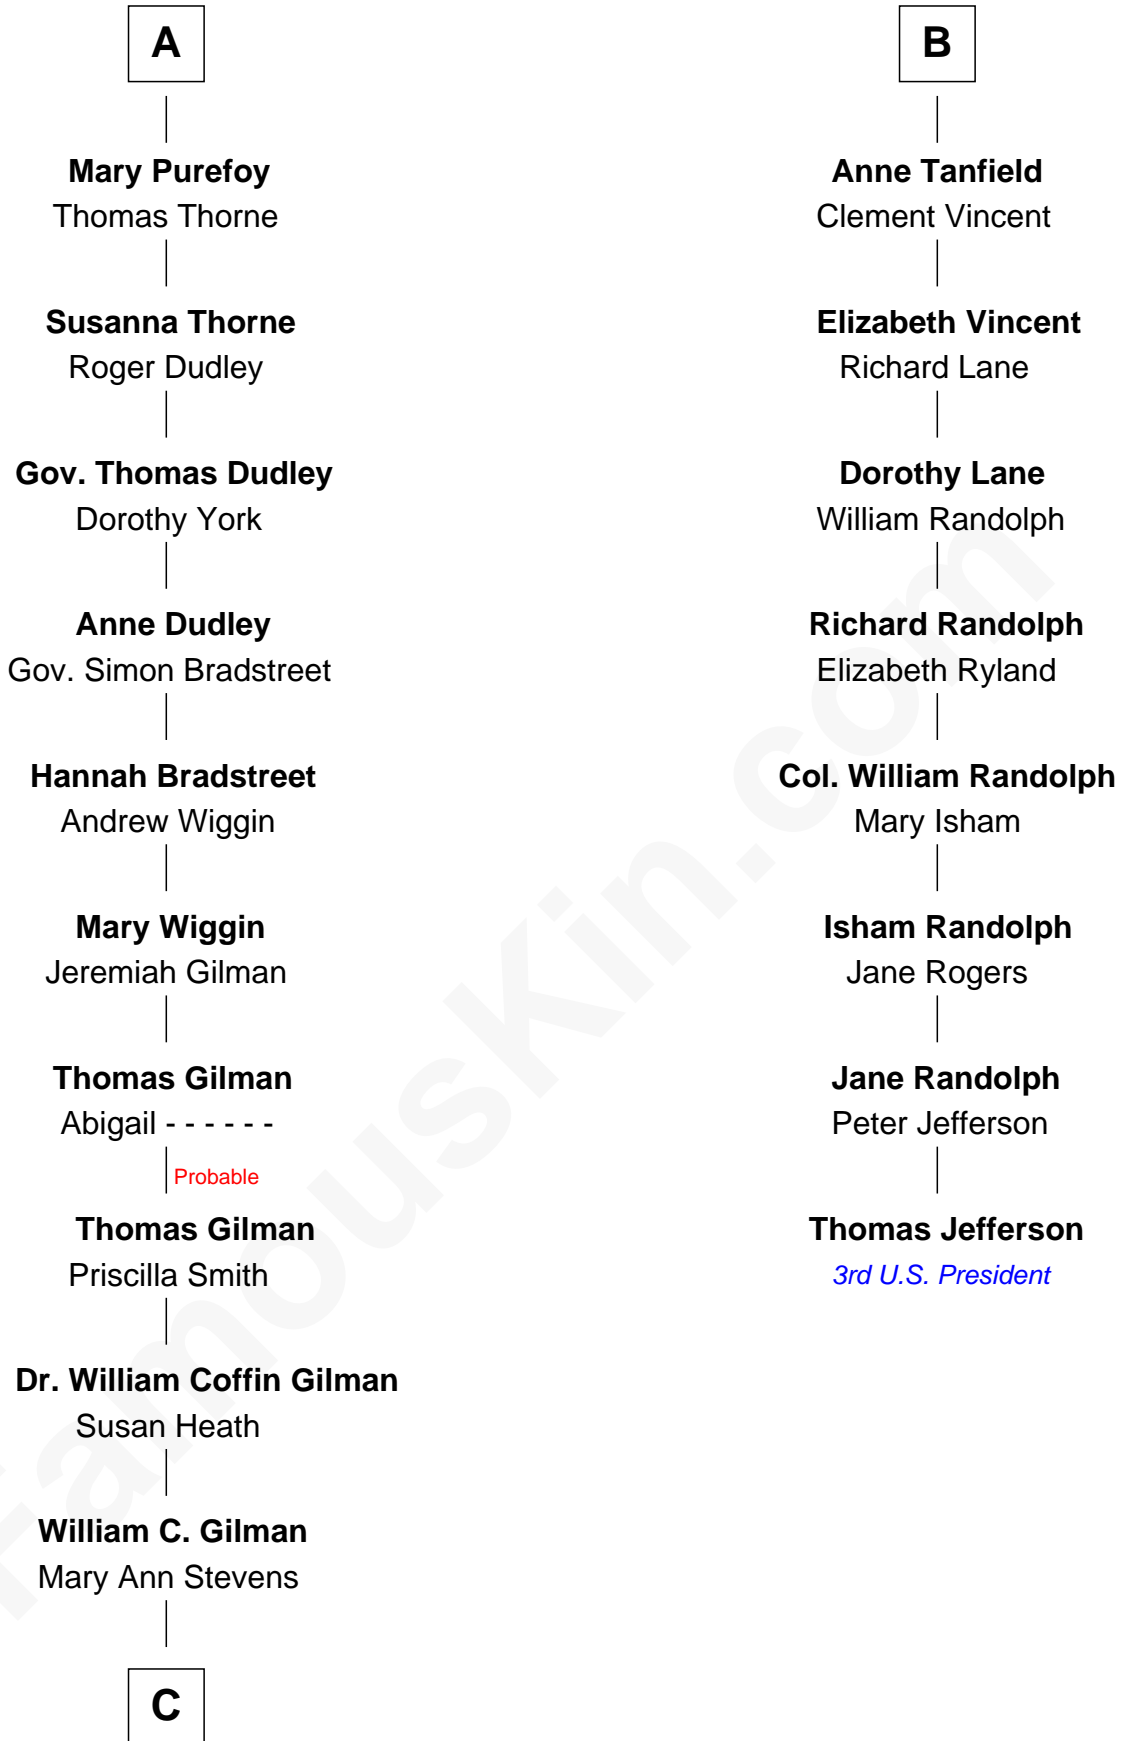 A
Mary Purefoy
Thomas Thorne
Susanna Thorne
Roger Dudley
Gov. Thomas Dudley
Dorothy York
Anne Dudley
Gov. Simon Bradstreet
Hannah Bradstreet
Andrew Wiggin
Mary Wiggin
Jeremiah Gilman
Thomas Gilman
Abigail - - - - - -
Probable
Thomas Gilman
Priscilla Smith
Dr. William Coffin Gilman
Susan Heath
William C. Gilman
Mary Ann Stevens
C
B
Anne Tanfield
Clement Vincent
Elizabeth Vincent
Richard Lane
Dorothy Lane
William Randolph
Richard Randolph
Elizabeth Ryland
Col. William Randolph
Mary Isham
Isham Randolph
Jane Rogers
Jane Randolph
Peter Jefferson
Thomas Jefferson
3rd U.S. President
FamousKin.com